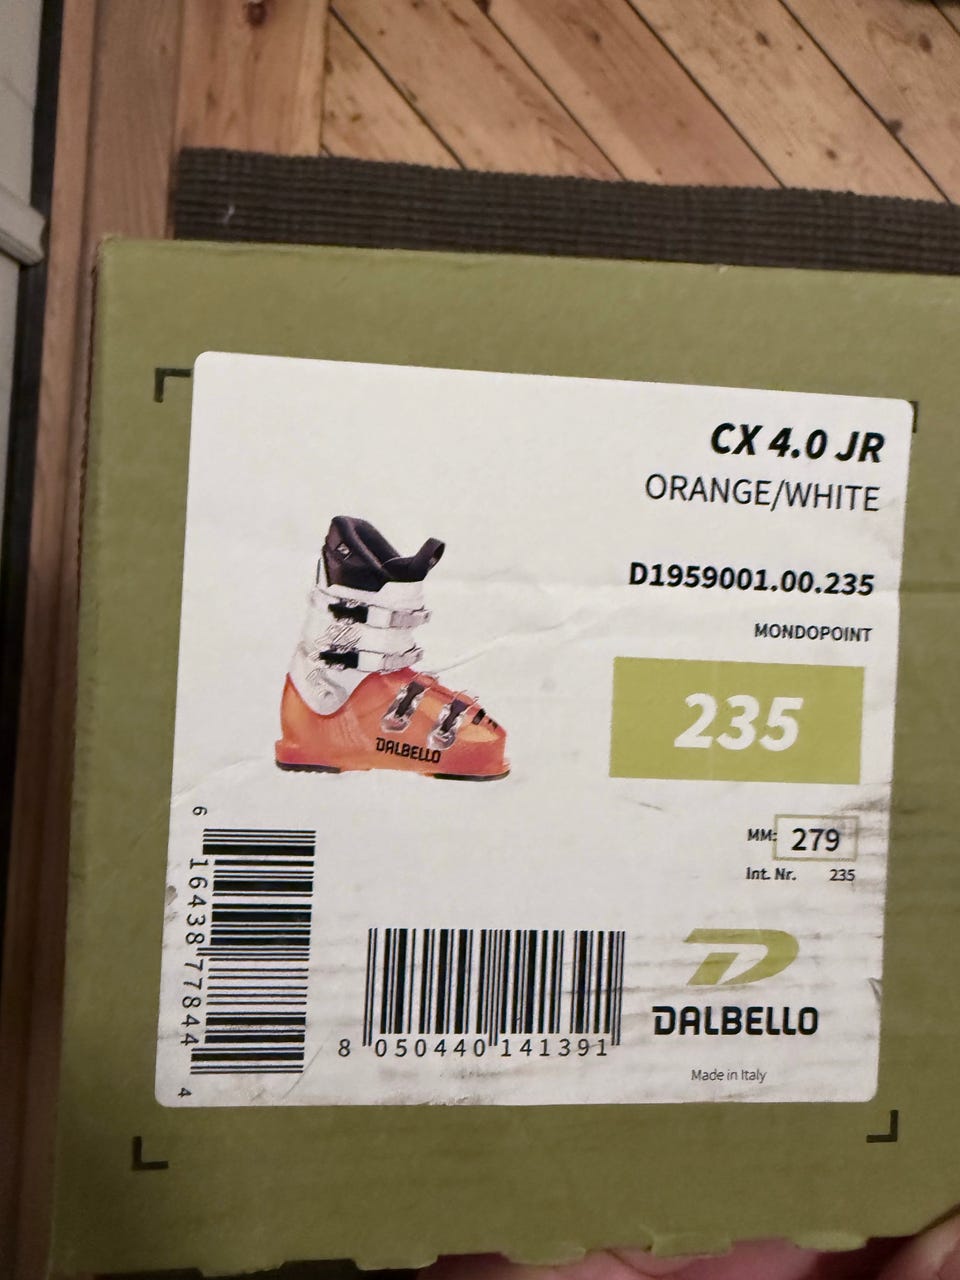 CX 4.0 JR
ORANGE/WHITE
D1959001.00.235
MONDOPOINT
235
DALBELLO
MM: 279
Int. Nr. 235
6 16438 77844 4
8 050440 141391
DALBELLO
Made in Italy